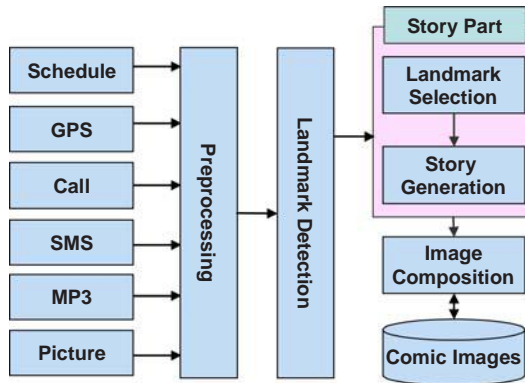 Schedule
GPS
Call
SMS
MP3
Picture
Preprocessing
Landmark Detection
Story Part
Landmark
Selection
Story
Generation
Image
Composition
Comic Images